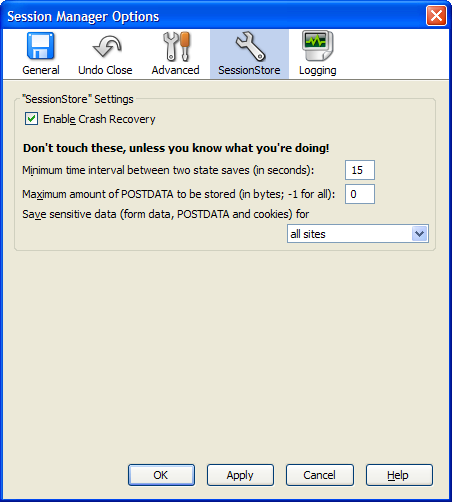 Session Manager Options
General Undo Close Advanced SessionStore Logging
"SessionStore" Settings
Enable Crash Recovery
Don't touch these, unless you know what you're doing!
Minimum time interval between two state saves (in seconds): 15
Maximum amount of POSTDATA to be stored (in bytes; -1 for all): 0
Save sensitive data (form data, POSTDATA and cookies) for
all sites
OK Apply Cancel Help